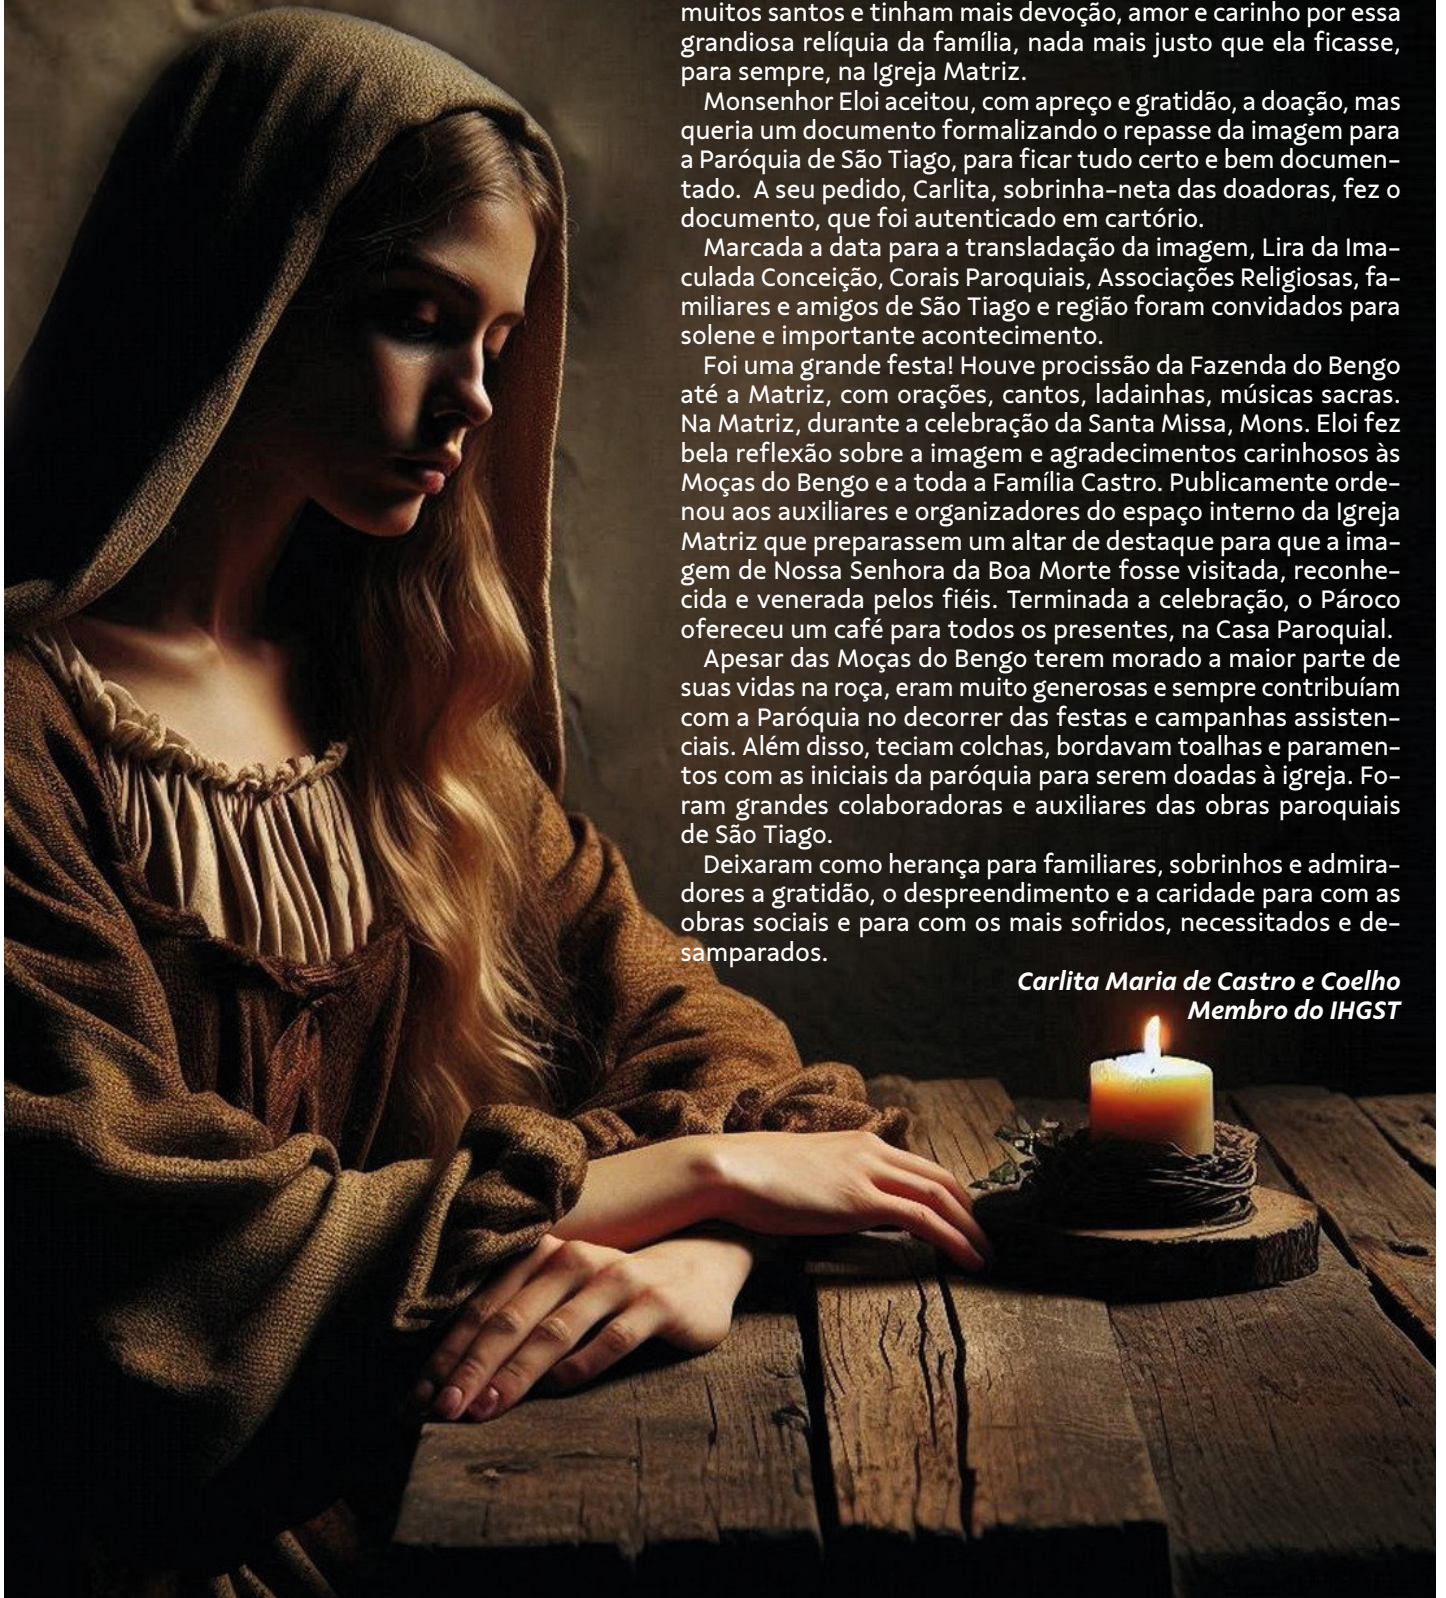 muitos santos e tinham mais devoção, amor e carinho por essa
grandiosa relíquia da família, nada mais justo que ela ficasse,
para sempre, na Igreja Matriz.
Monsenhor Eloi aceitou, com apreço e gratidão, a doação, mas
queria um documento formalizando o repasse da imagem para
a Paróquia de São Tiago, para ficar tudo certo e bem documen-
tado. A seu pedido, Carlita, sobrinha-neta das doadoras, fez o
documento, que foi autenticado em cartório.
Marcada a data para a transladação da imagem, Lira da Ima-
culada Conceição, Corais Paroquiais, Associações Religiosas, fa-
miliares e amigos de São Tiago e região foram convidados para
solene e importante acontecimento.
Foi uma grande festa! Houve procissão da Fazenda do Bengo
até a Matriz, com orações, cantos, ladainhas, músicas sacras.
Na Matriz, durante a celebração da Santa Missa, Mons. Eloi fez
bela reflexão sobre a imagem e agradecimentos carinhosos às
Moças do Bengo e a toda a Família Castro. Publicamente orde-
nou aos auxiliares e organizadores do espaço interno da Igreja
Matriz que preparassem um altar de destaque para que a ima-
gem de Nossa Senhora da Boa Morte fosse visitada, reconhe-
cida e venerada pelos fiéis. Terminada a celebração, o Pároco
ofereceu um café para todos os presentes, na Casa Paroquial.
Apesar das Moças do Bengo terem morado a maior parte de
suas vidas na roça, eram muito generosas e sempre contribuíam
com a Paróquia no decorrer das festas e campanhas assisten-
ciais. Além disso, teciam colchas, bordavam toalhas e paramen-
tos com as iniciais da paróquia para serem doadas à igreja. Fo-
ram grandes colaboradoras e auxiliares das obras paroquiais
de São Tiago.
Deixaram como herança para familiares, sobrinhos e admira-
dores a gratidão, o despreendimento e a caridade para com as
obras sociais e para com os mais sofridos, necessitados e de-
samparados.
Carlita Maria de Castro e Coelho
Membro do IHGST